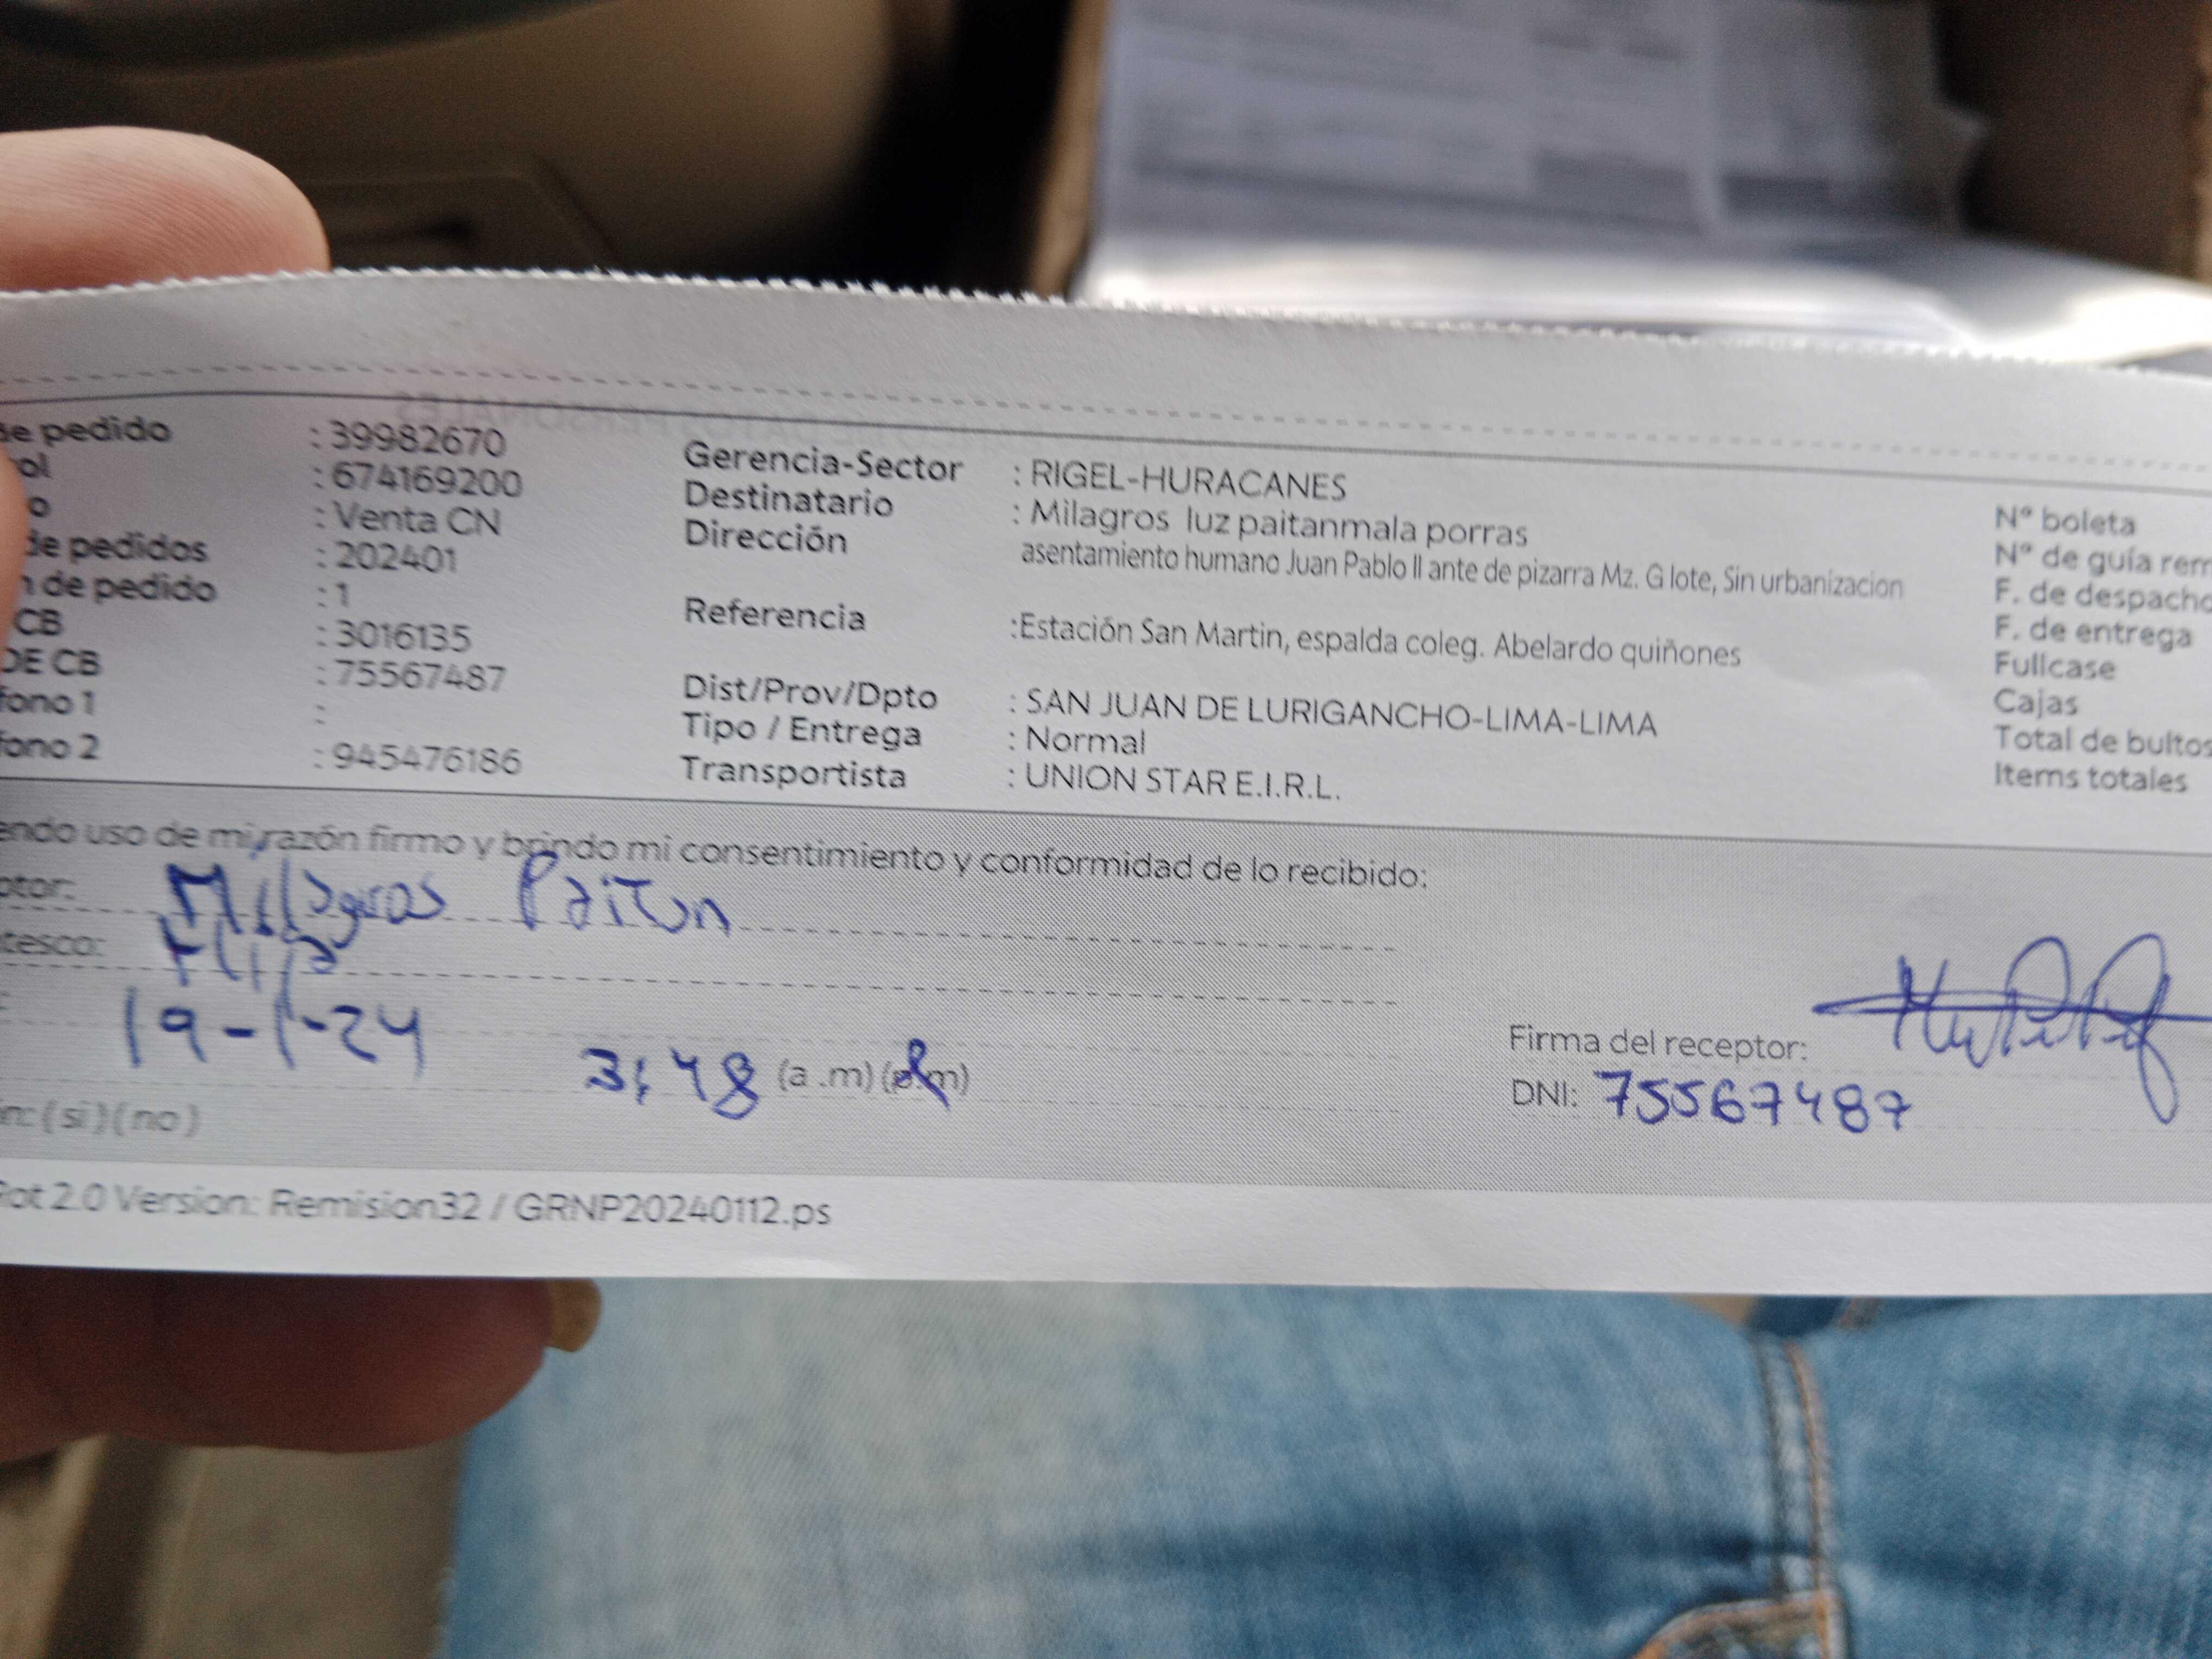 de pedido : 39982670 Gerencia-Sector : RIGEL-HURACANES
ol : 674169200 Destinatario : Milagros luz paitanmala porras Nº boleta
o : Venta CN Dirección asentamiento humano Juan Pablo II ante de pizarra Mz. G lote, Sin urbanizacion Nº de guía rem
de pedidos : 202401 F. de despacho
n de pedido : 1 Referencia :Estación San Martin, espalda coleg. Abelardo quiñones F. de entrega
CB : 3016135 Fullcase
DE CB : 75567487 Dist/Prov/Dpto : SAN JUAN DE LURIGANCHO-LIMA-LIMA Cajas
fono 1 : Tipo / Entrega : Normal Total de bultos
fono 2 : 945476186 Transportista : UNION STAR E.I.R.L. Items totales
endo uso de mi razón firmo y brindo mi consentimiento y conformidad de lo recibido:
ptor: Milagros Paitan
tesco:
: 19-1-24
3:48 (a .m) (p.m) Firma del receptor:
DNI: 75567487
n: (si)(no)
Rot 2.0 Version: Remision32 / GRNP20240112.ps